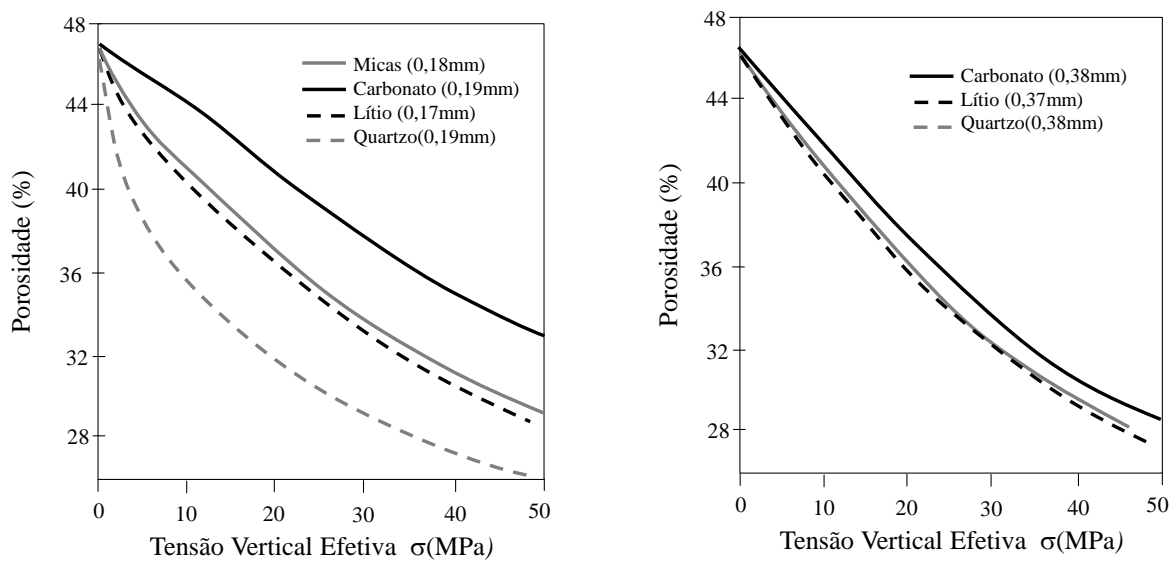 48
44
40
36
32
28
Porosidade (%)
Micas (0,18mm)
Carbonato (0,19mm)
Lítio (0,17mm)
Quartzo(0,19mm)
0 10 20 30 40 50
Tensão Vertical Efetiva σ(MPa)
48
44
40
36
32
28
Porosidade (%)
Carbonato (0,38mm)
Lítio (0,37mm)
Quartzo(0,38mm)
0 10 20 30 40 50
Tensão Vertical Efetiva σ(MPa)